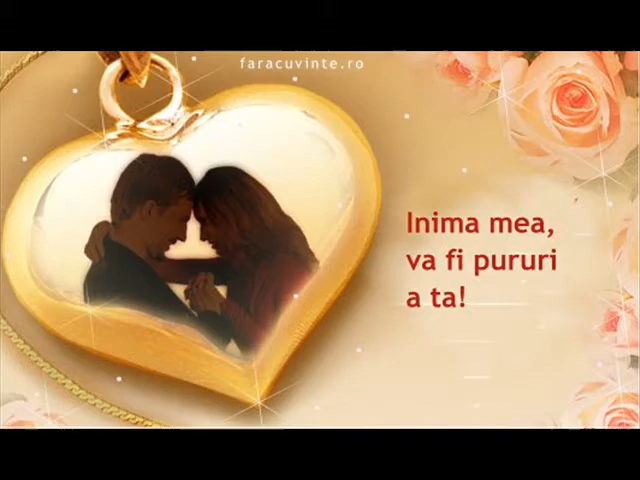 faracuvinte.ro
Inima mea,
va fi pururi
a ta!